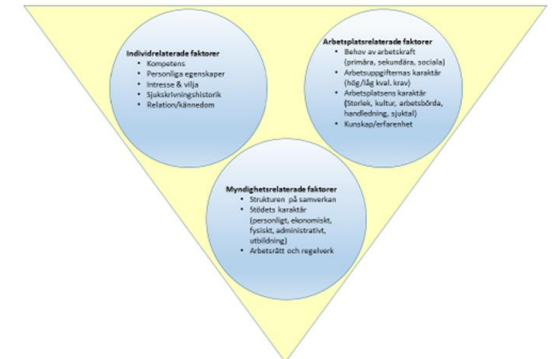 Individrelaterade faktorer
• Kompetens
• Personliga egenskaper
• Intresse & vilja
• Sjukskrivningshistorik
• Relation/kännedom
Arbetsplatsrelaterade faktorer
• Behov av arbetskraft
(primära, sekundära, sociala)
• Arbetsuppgifternas karaktär
(hög/låg kval. krav)
• Arbetsplatsens karaktär
(Storlek, kultur, arbetsbörda,
handledning, sjuktal)
• Kunskap/erfarenhet
Myndighetsrelaterade faktorer
• Strukturen på samverkan
• Stödets karaktär
(personligt, ekonomiskt,
fysiskt, administrativt,
utbildning)
• Arbetsrätt och regelverk